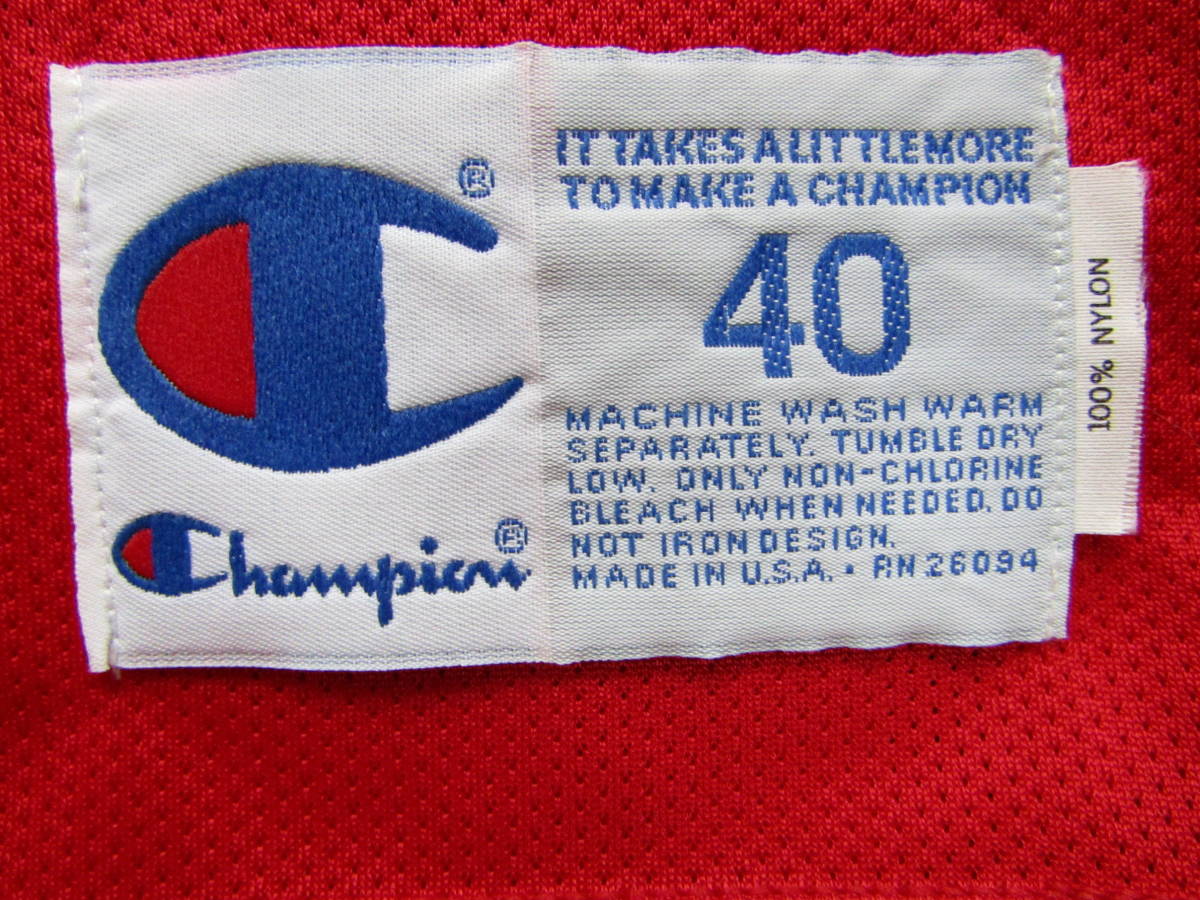 ®
Champion®
IT TAKES A LITTLE MORE
TO MAKE A CHAMPION
40
MACHINE WASH WARM
SEPARATELY. TUMBLE DRY
LOW. ONLY NON-CHLORINE
BLEACH WHEN NEEDED. DO
NOT IRON DESIGN.
MADE IN U.S.A. • RN 26094
100% NYLON